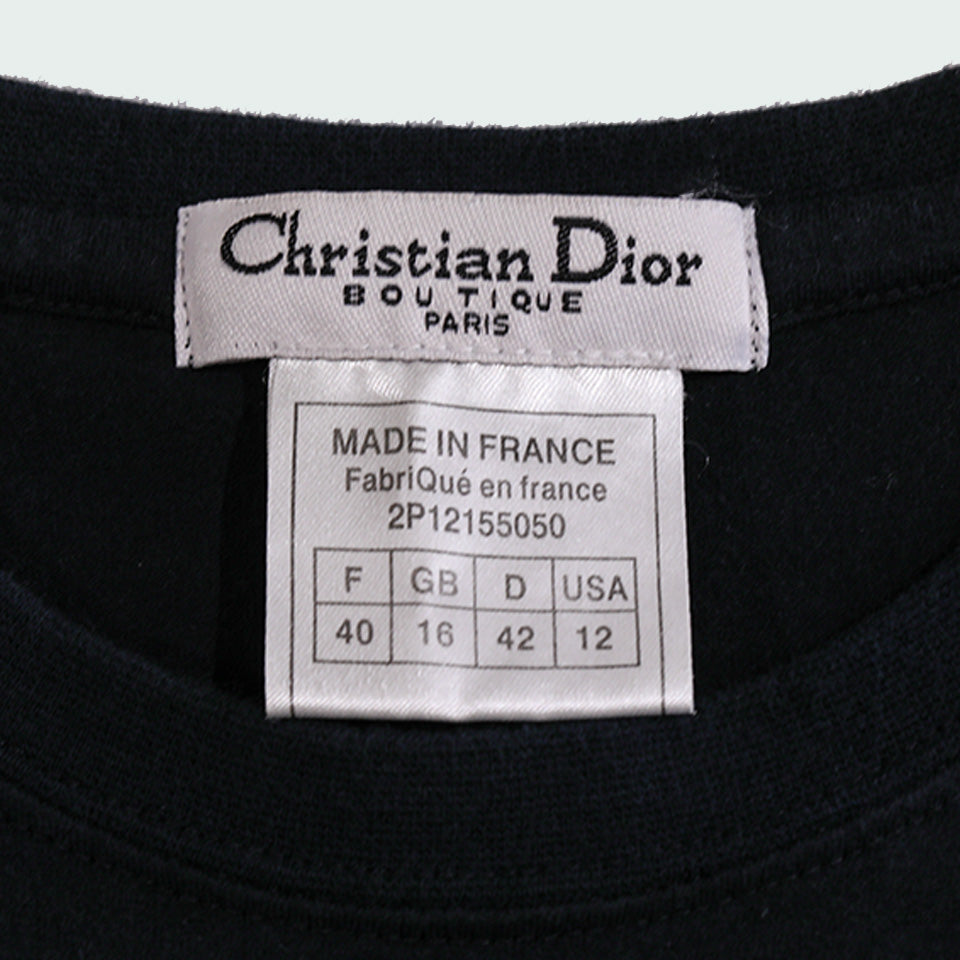 Christian Dior
BOUTIQUE
PARIS
MADE IN FRANCE
FabriQué en france
2P12155050
F GB D USA
40 16 42 12